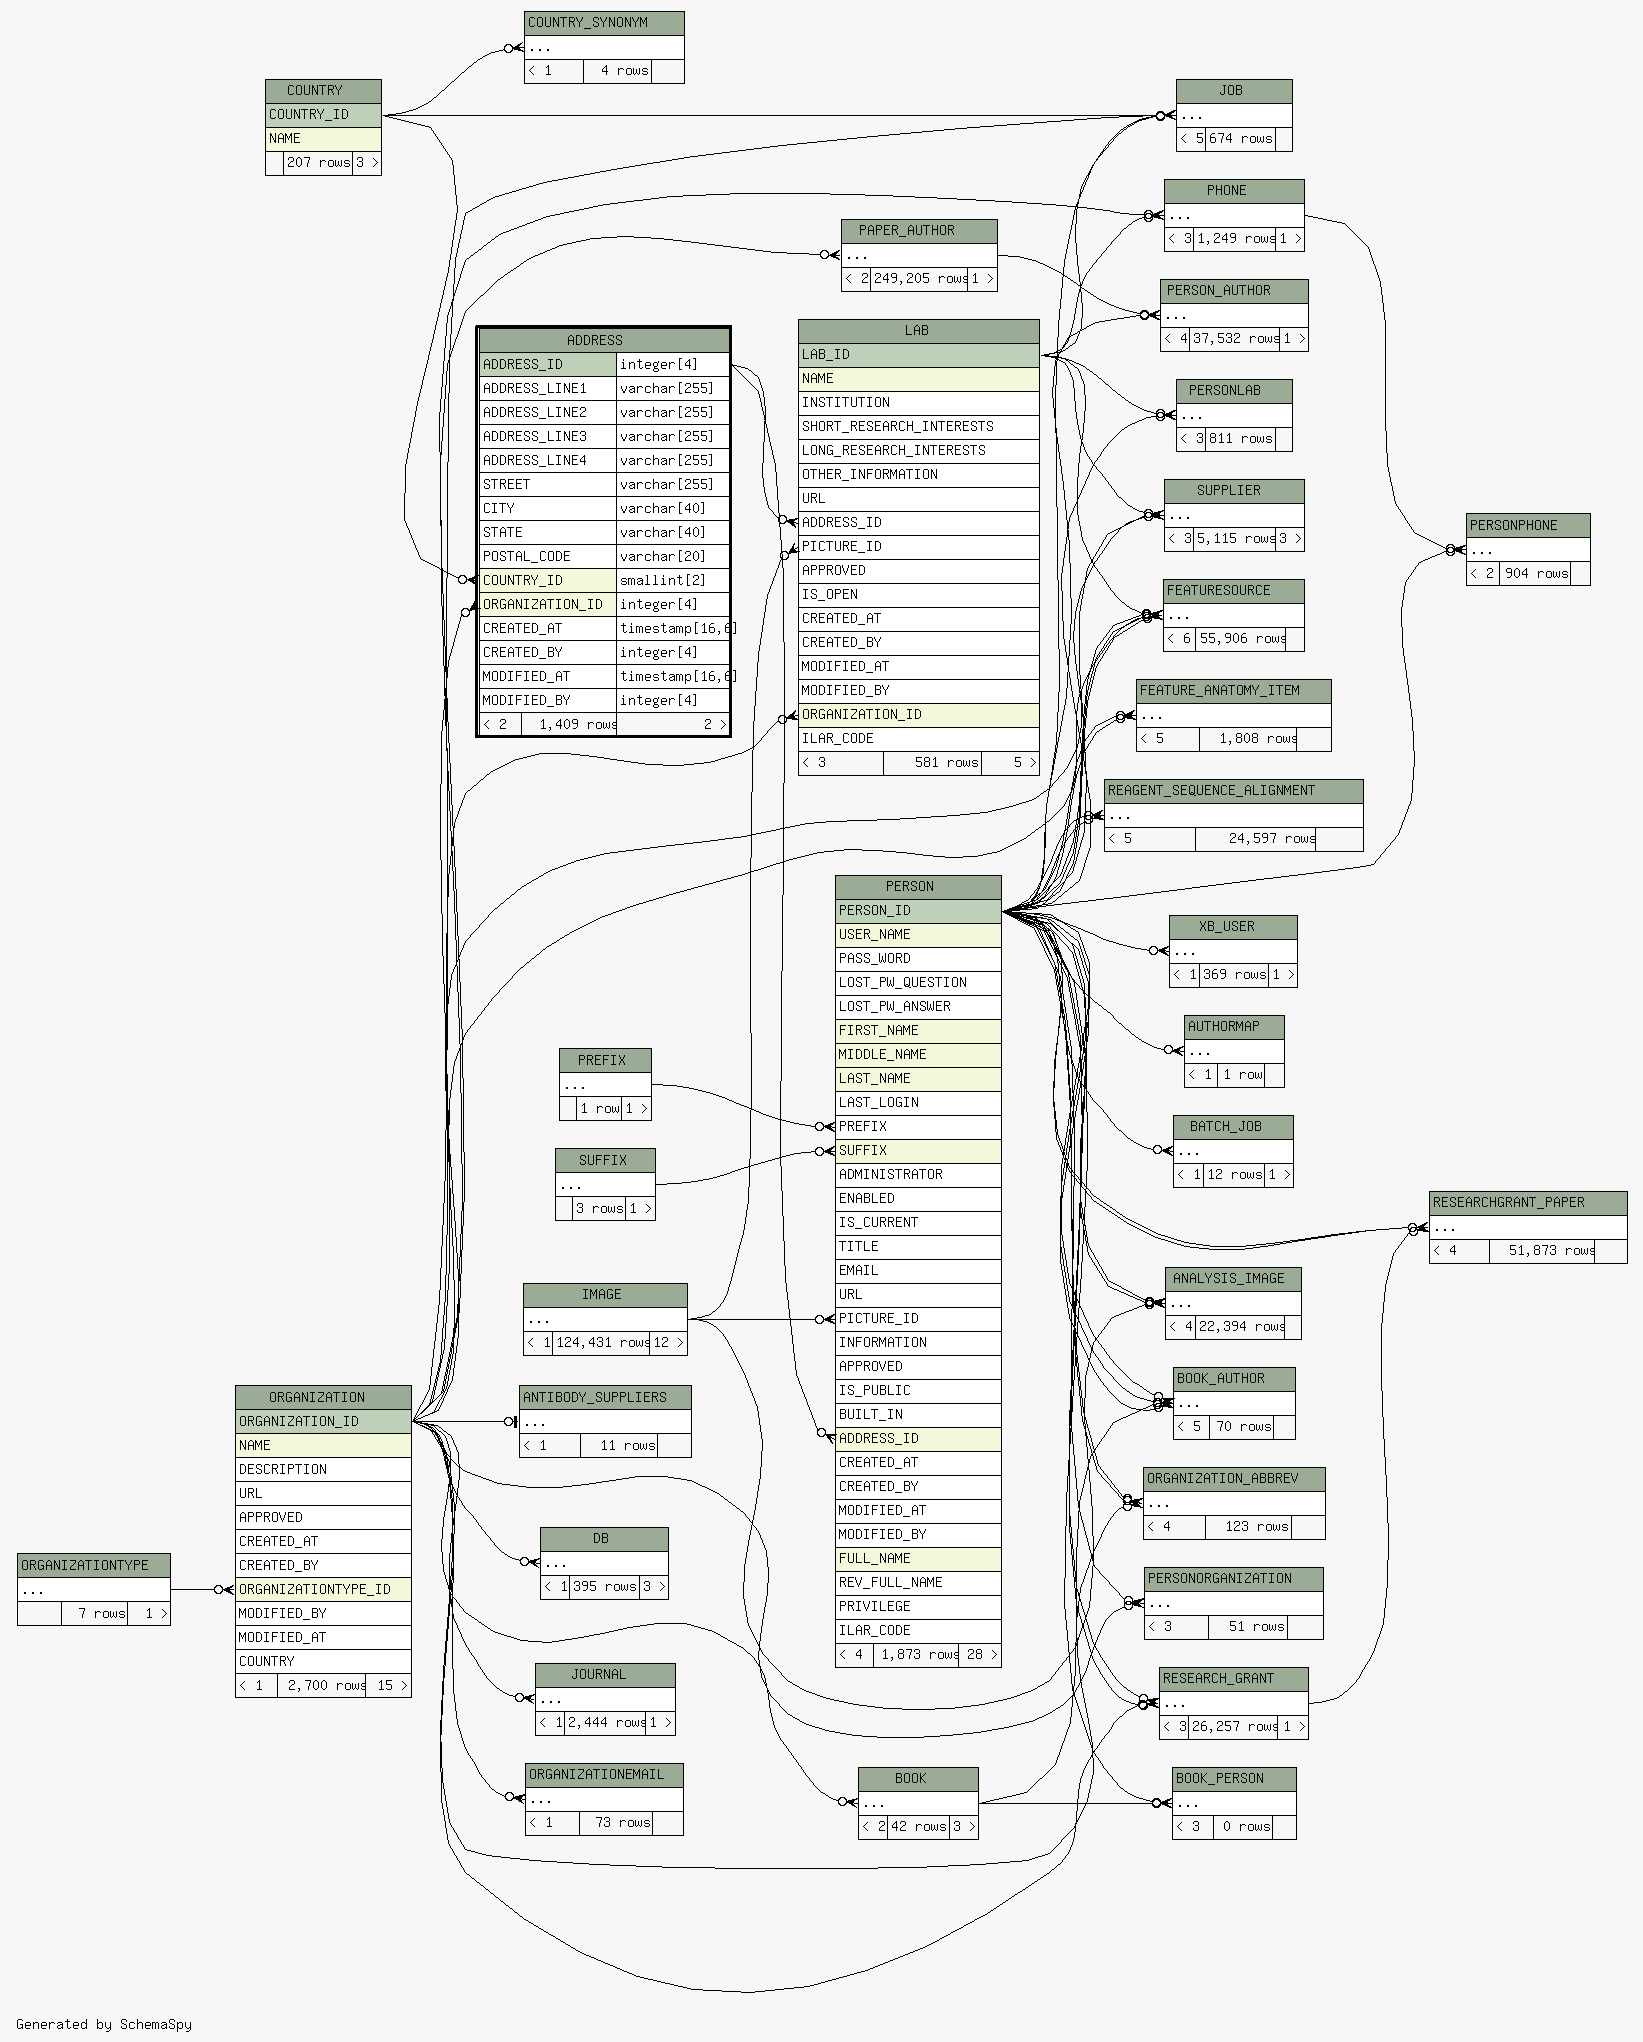 COUNTRY_SYNONYM
...
< 1 4 rows
COUNTRY
COUNTRY_ID
NAME
207 rows 3 >
JOB
...
< 5 674 rows
PHONE
...
< 3 1,249 rows 1 >
PAPER_AUTHOR
...
< 2 249,205 rows 1 >
PERSON_AUTHOR
...
< 4 37,532 rows 1 >
ADDRESS
ADDRESS_ID integer[4]
ADDRESS_LINE1 varchar[255]
ADDRESS_LINE2 varchar[255]
ADDRESS_LINE3 varchar[255]
ADDRESS_LINE4 varchar[255]
STREET varchar[255]
CITY varchar[40]
STATE varchar[40]
POSTAL_CODE varchar[20]
COUNTRY_ID smallint[2]
ORGANIZATION_ID integer[4]
CREATED_AT timestamp[16,6]
CREATED_BY integer[4]
MODIFIED_AT timestamp[16,6]
MODIFIED_BY integer[4]
< 2 1,409 rows 2 >
LAB
LAB_ID
NAME
INSTITUTION
SHORT_RESEARCH_INTERESTS
LONG_RESEARCH_INTERESTS
OTHER_INFORMATION
URL
ADDRESS_ID
PICTURE_ID
APPROVED
IS_OPEN
CREATED_AT
CREATED_BY
MODIFIED_AT
MODIFIED_BY
ORGANIZATION_ID
ILAR_CODE
< 3 581 rows 5 >
PERSONLAB
...
< 3 811 rows
SUPPLIER
...
< 3 5,115 rows 3 >
PERSONPHONE
...
< 2 904 rows
FEATURESOURCE
...
< 6 55,906 rows
FEATURE_ANATOMY_ITEM
...
< 5 1,808 rows
REAGENT_SEQUENCE_ALIGNMENT
...
< 5 24,597 rows
PERSON
PERSON_ID
USER_NAME
PASS_WORD
LOST_PW_QUESTION
LOST_PW_ANSWER
FIRST_NAME
MIDDLE_NAME
LAST_NAME
LAST_LOGIN
PREFIX
SUFFIX
ADMINISTRATOR
ENABLED
IS_CURRENT
TITLE
EMAIL
URL
PICTURE_ID
INFORMATION
APPROVED
IS_PUBLIC
BUILT_IN
ADDRESS_ID
CREATED_AT
CREATED_BY
MODIFIED_AT
MODIFIED_BY
FULL_NAME
REV_FULL_NAME
PRIVILEGE
ILAR_CODE
< 4 1,873 rows 28 >
XB_USER
...
< 1 369 rows 1 >
AUTHORMAP
...
< 1 1 row
PREFIX
...
1 row 1 >
BATCH_JOB
...
< 1 12 rows 1 >
SUFFIX
...
3 rows 1 >
RESEARCHGRANT_PAPER
...
< 4 51,873 rows
ANALYSIS_IMAGE
...
< 4 22,394 rows
IMAGE
...
< 1 124,431 rows 12 >
BOOK_AUTHOR
...
< 5 70 rows
ORGANIZATION
ORGANIZATION_ID
NAME
DESCRIPTION
URL
APPROVED
CREATED_AT
CREATED_BY
ORGANIZATIONTYPE_ID
MODIFIED_BY
MODIFIED_AT
COUNTRY
< 1 2,700 rows 15 >
ANTIBODY_SUPPLIERS
...
< 1 11 rows
ORGANIZATION_ABBREV
...
< 4 123 rows
DB
...
< 1 395 rows 3 >
ORGANIZATIONTYPE
...
7 rows 1 >
PERSONORGANIZATION
...
< 3 51 rows
JOURNAL
...
< 1 2,444 rows 1 >
RESEARCH_GRANT
...
< 3 26,257 rows 1 >
ORGANIZATIONEMAIL
...
< 1 73 rows
BOOK
...
< 2 42 rows 3 >
BOOK_PERSON
...
< 3 0 rows
Generated by SchemaSpy